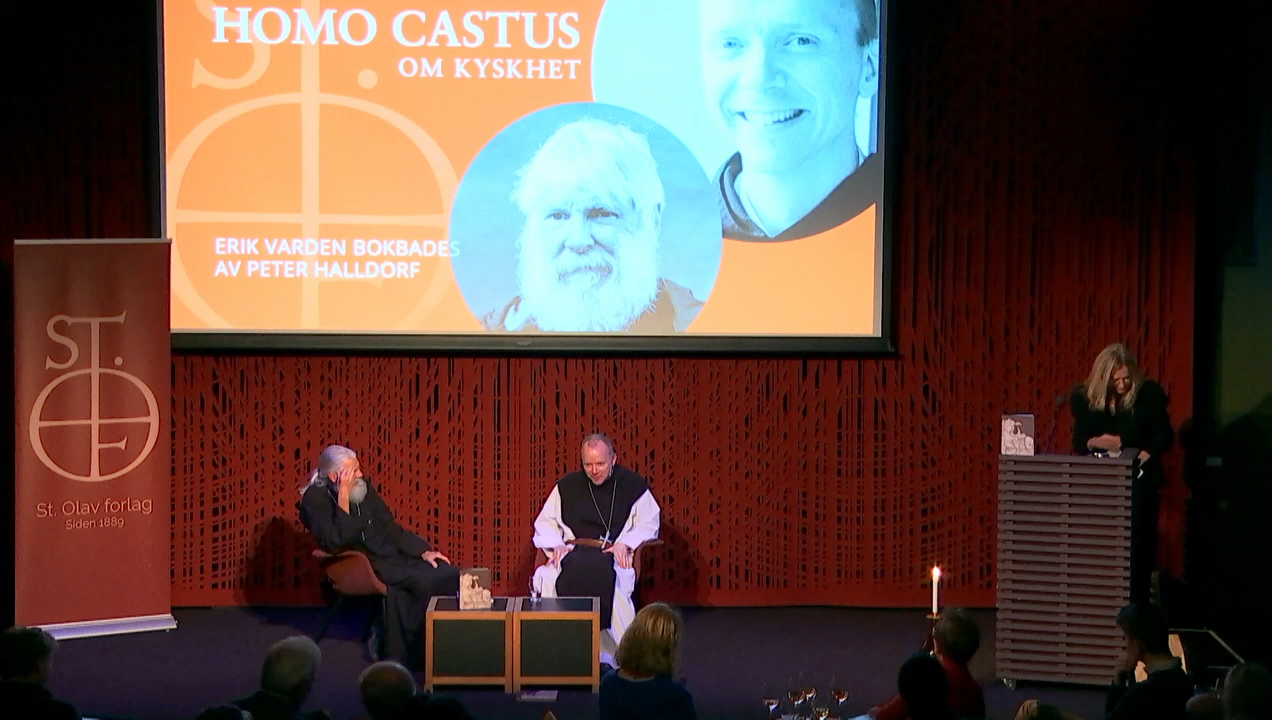 HOMO CASTUS
OM KYSKHET
ERIK VARDEN BOKBADES
AV PETER HALLDORF
ST.
OF
St. Olav forlag
Siden 1889